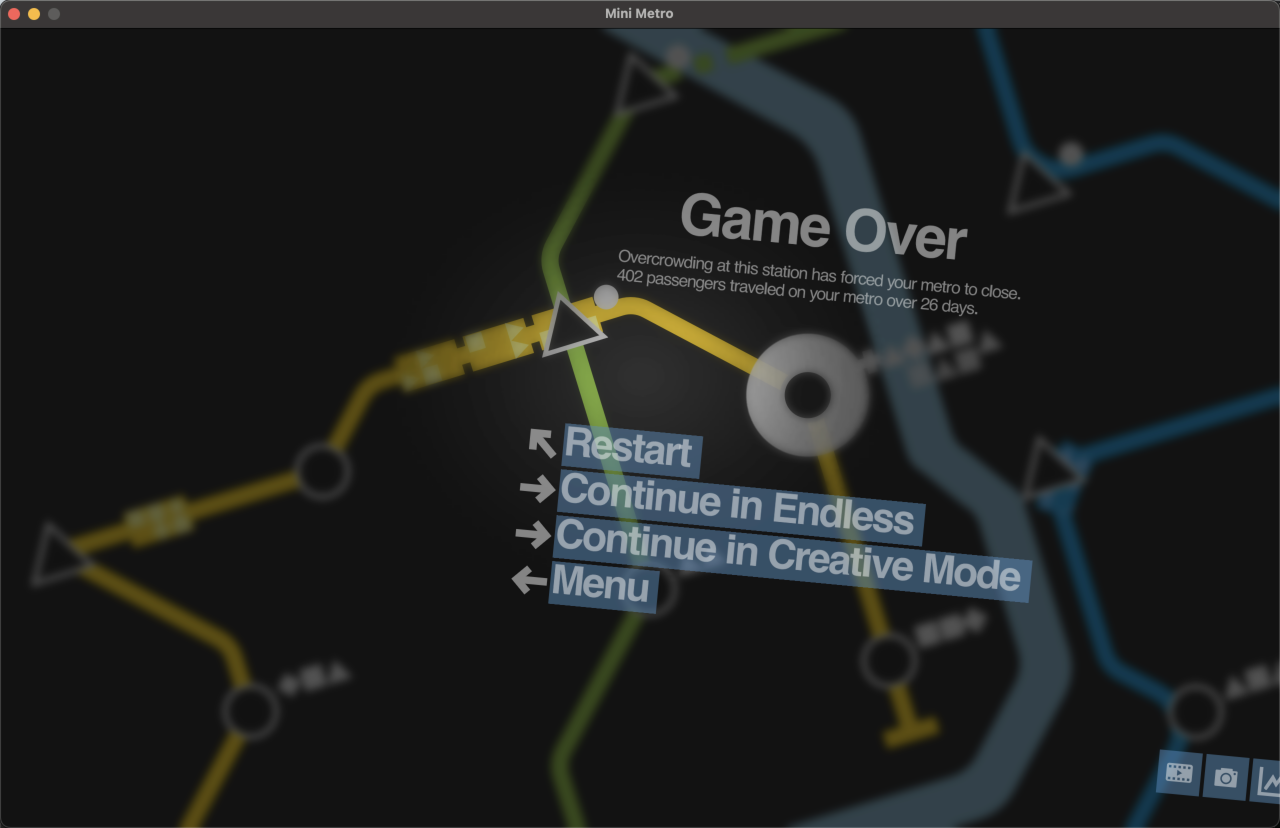 Mini Metro
Game Over
Overcrowding at this station has forced your metro to close.
402 passengers traveled on your metro over 26 days.
Restart
Continue in Endless
Continue in Creative Mode
Menu